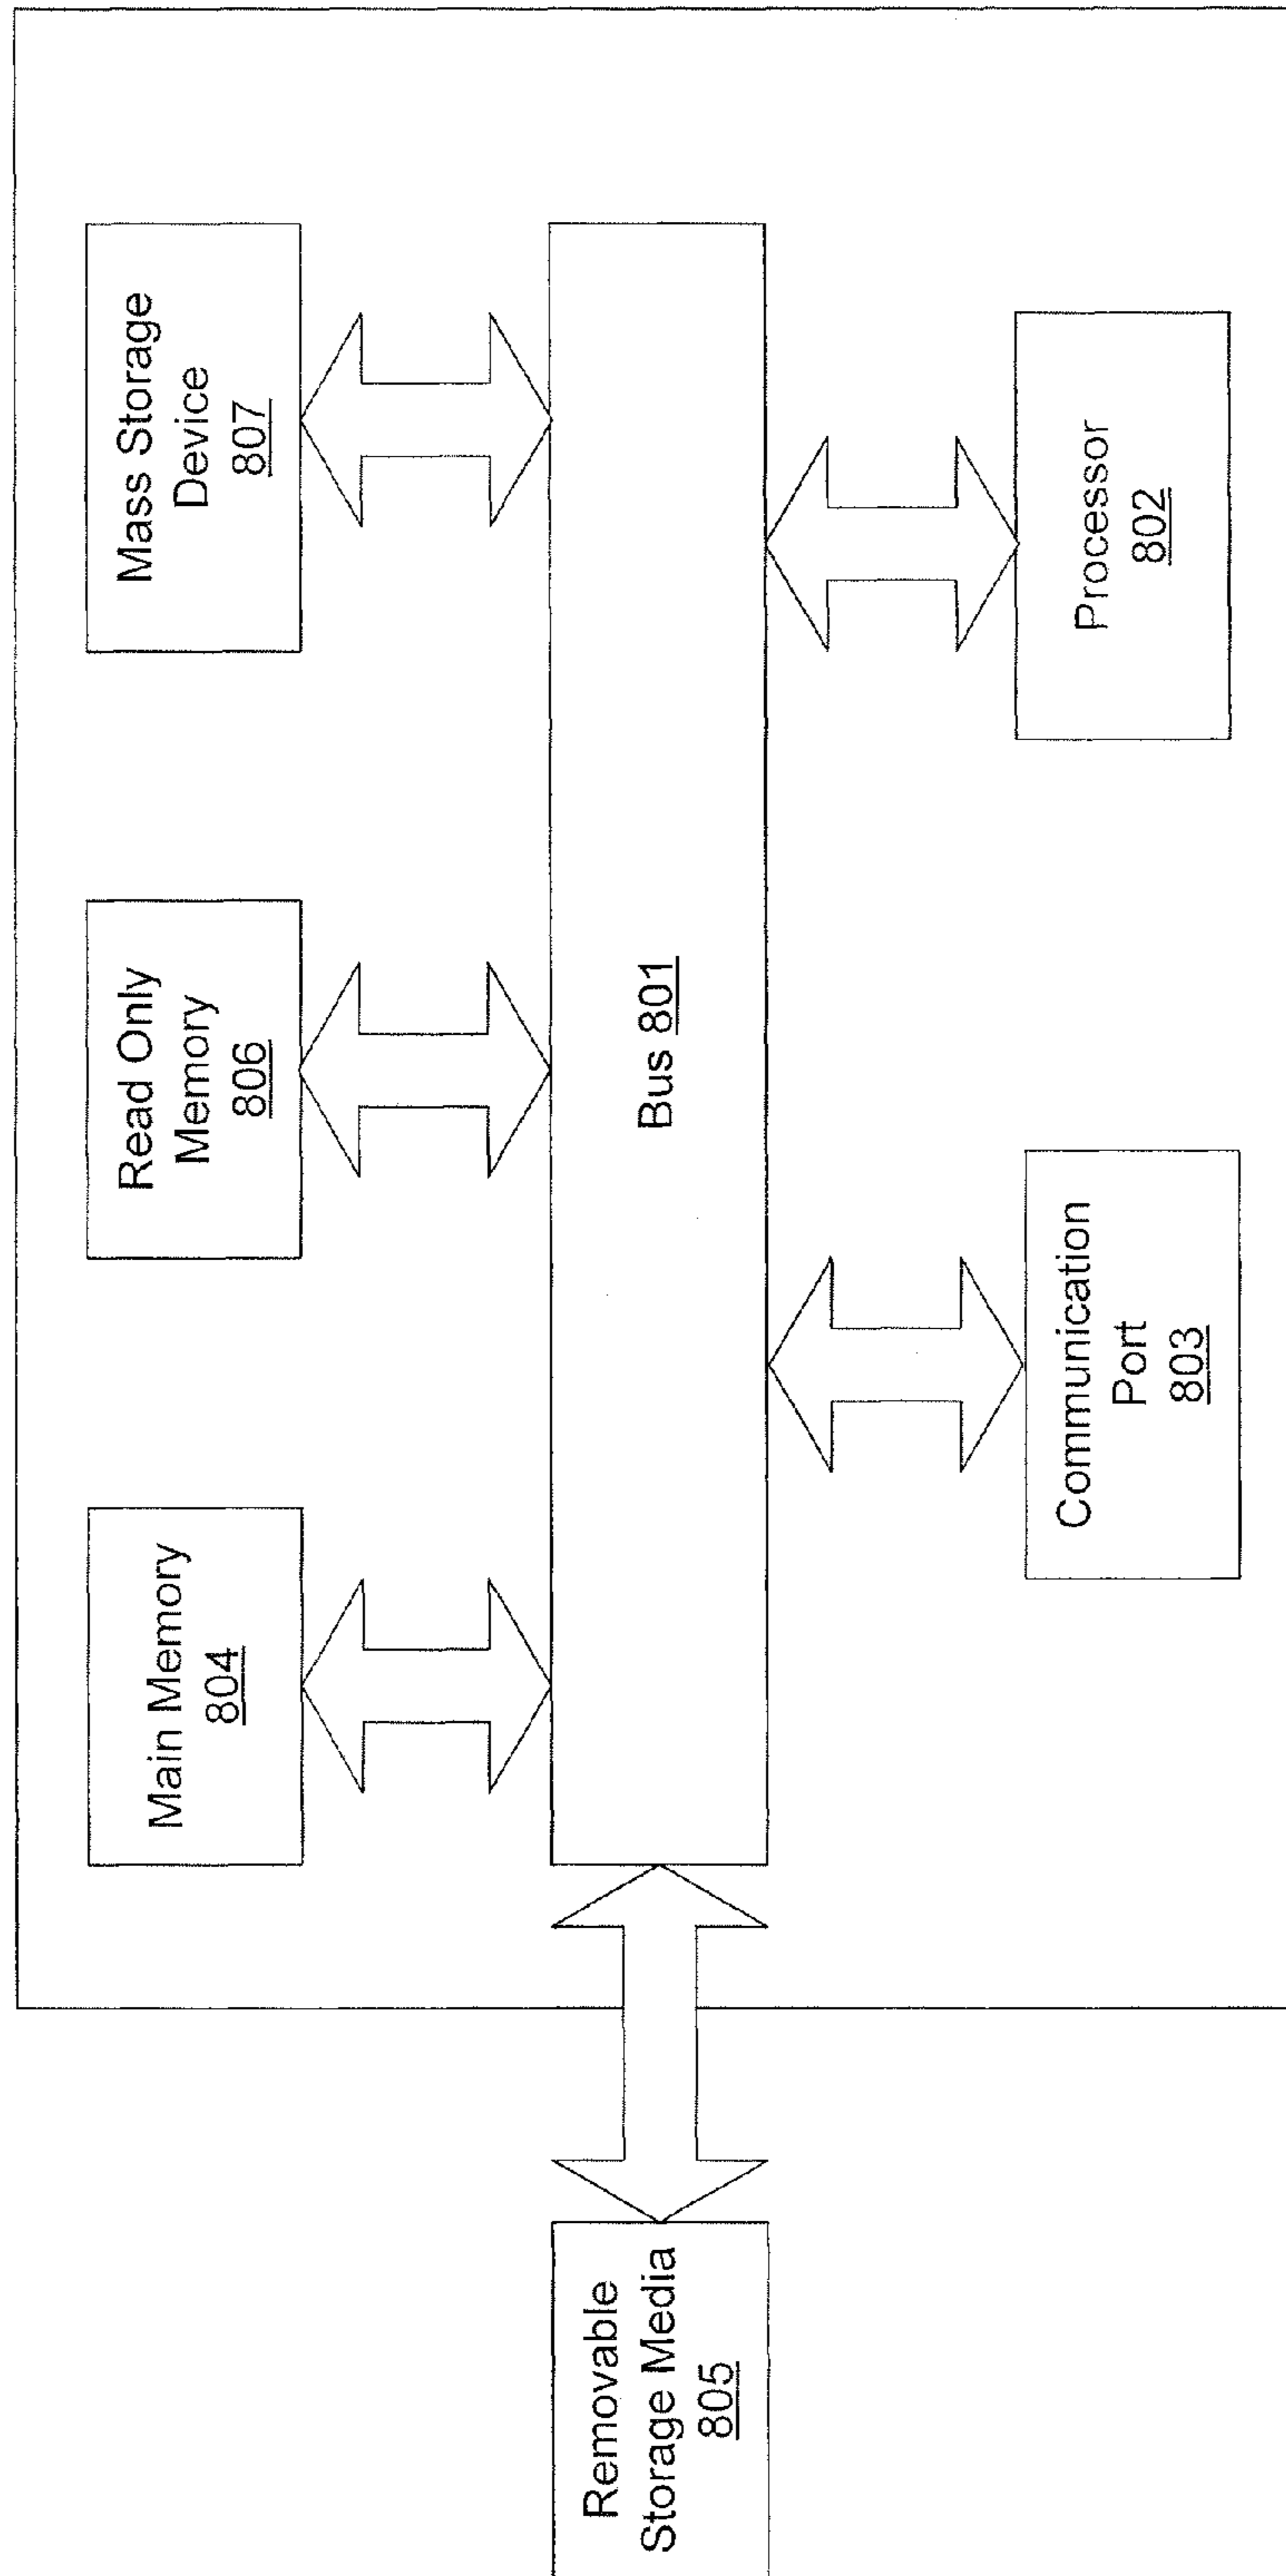 Main Memory
804
Read Only
Memory
806
Mass Storage
Device
807
Removable
Storage Media
805
Bus 801
Communication
Port
803
Processor
802